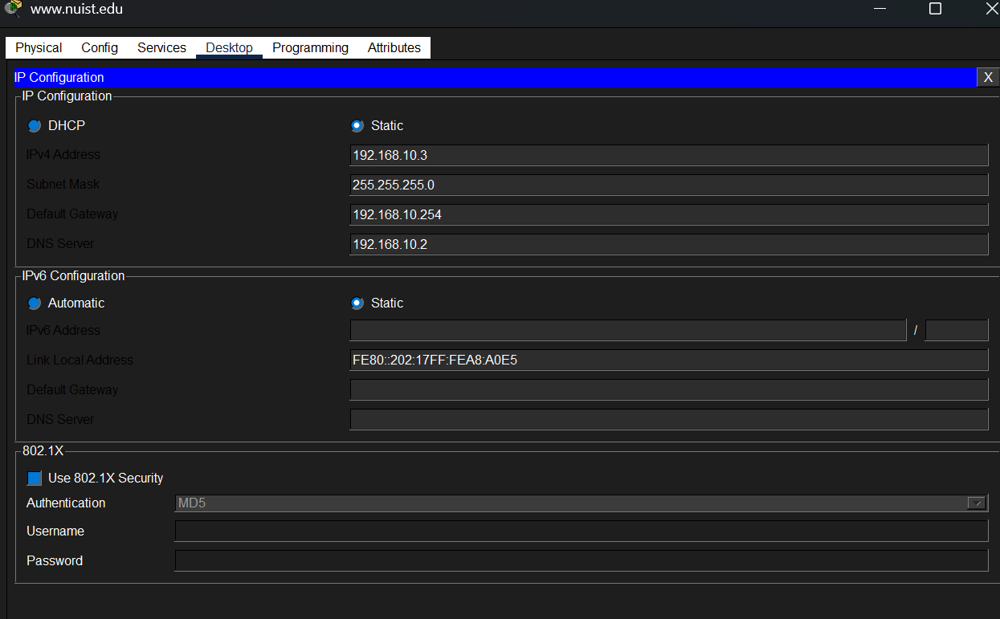 www.nuist.edu
Physical Config Services Desktop Programming Attributes
IP Configuration X
IP Configuration
DHCP Static
IPv4 Address 192.168.10.3
Subnet Mask 255.255.255.0
Default Gateway 192.168.10.254
DNS Server 192.168.10.2
IPv6 Configuration
Automatic Static
IPv6 Address /
Link Local Address FE80::202:17FF:FEA8:A0E5
Default Gateway
DNS Server
802.1X
Use 802.1X Security
Authentication MD5
Username
Password